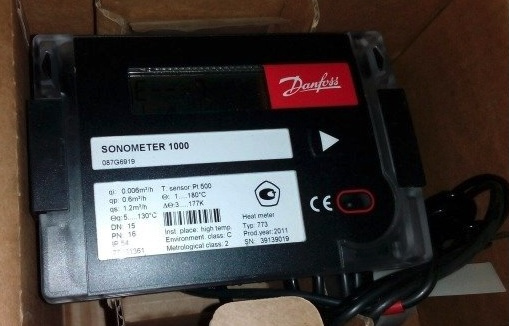 Danfoss
SONOMETER 1000
087G6919
qi: 0.006m³/h T. sensor Pt 500
qp: 0.6m³/h Θ: 1....180°C
qs: 1.2m³/h ΔΘ:3....177K
Θq: 5...130°C
DN: 15 Inst. place: high temp.
PN: 16 Environment class: C
IP 54 Metrological class: 2
CE
Heat meter
Typ: 773
Prod.year:2011
SN: 39139019